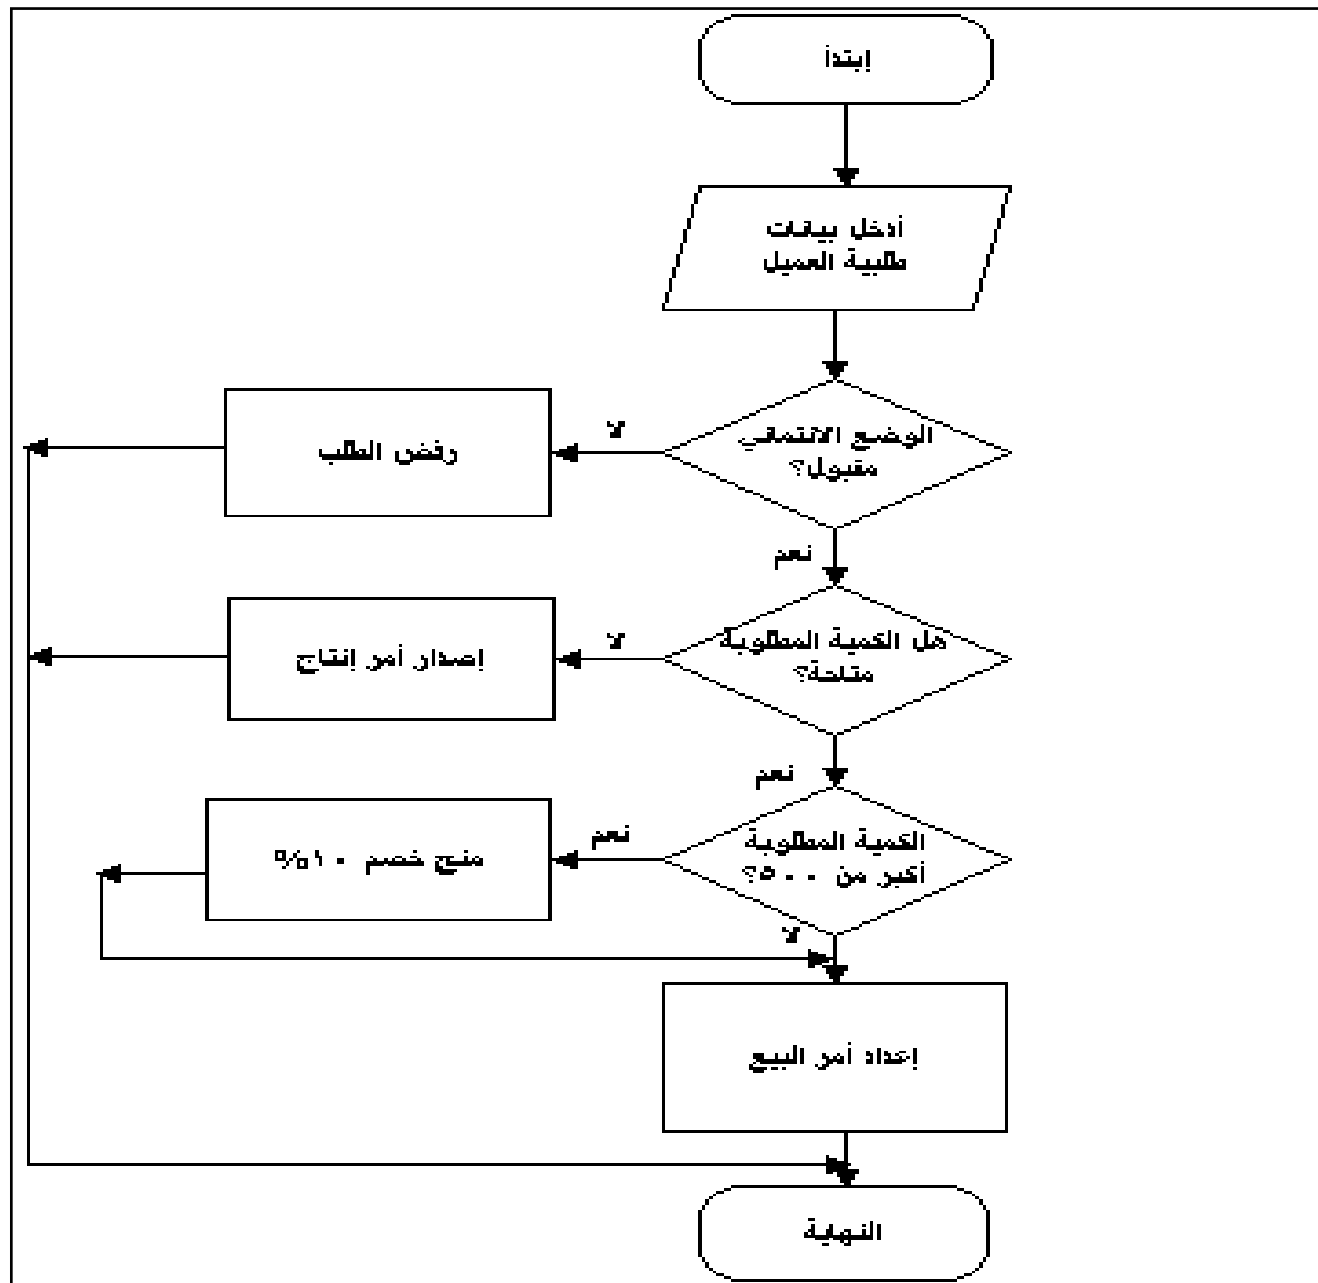 إبتدأ
أدخل بيانات
طلبية العميل
الوضع الائتماني
مقبول؟
لا
رفض الطلب
نعم
هل الكمية المطلوبة
متاحة؟
لا
إصدار أمر إنتاج
نعم
الكمية المطلوبة
أكبر من ٥٠٠؟
نعم
منح خصم ١٠%
لا
إعداد أمر البيع
النهاية